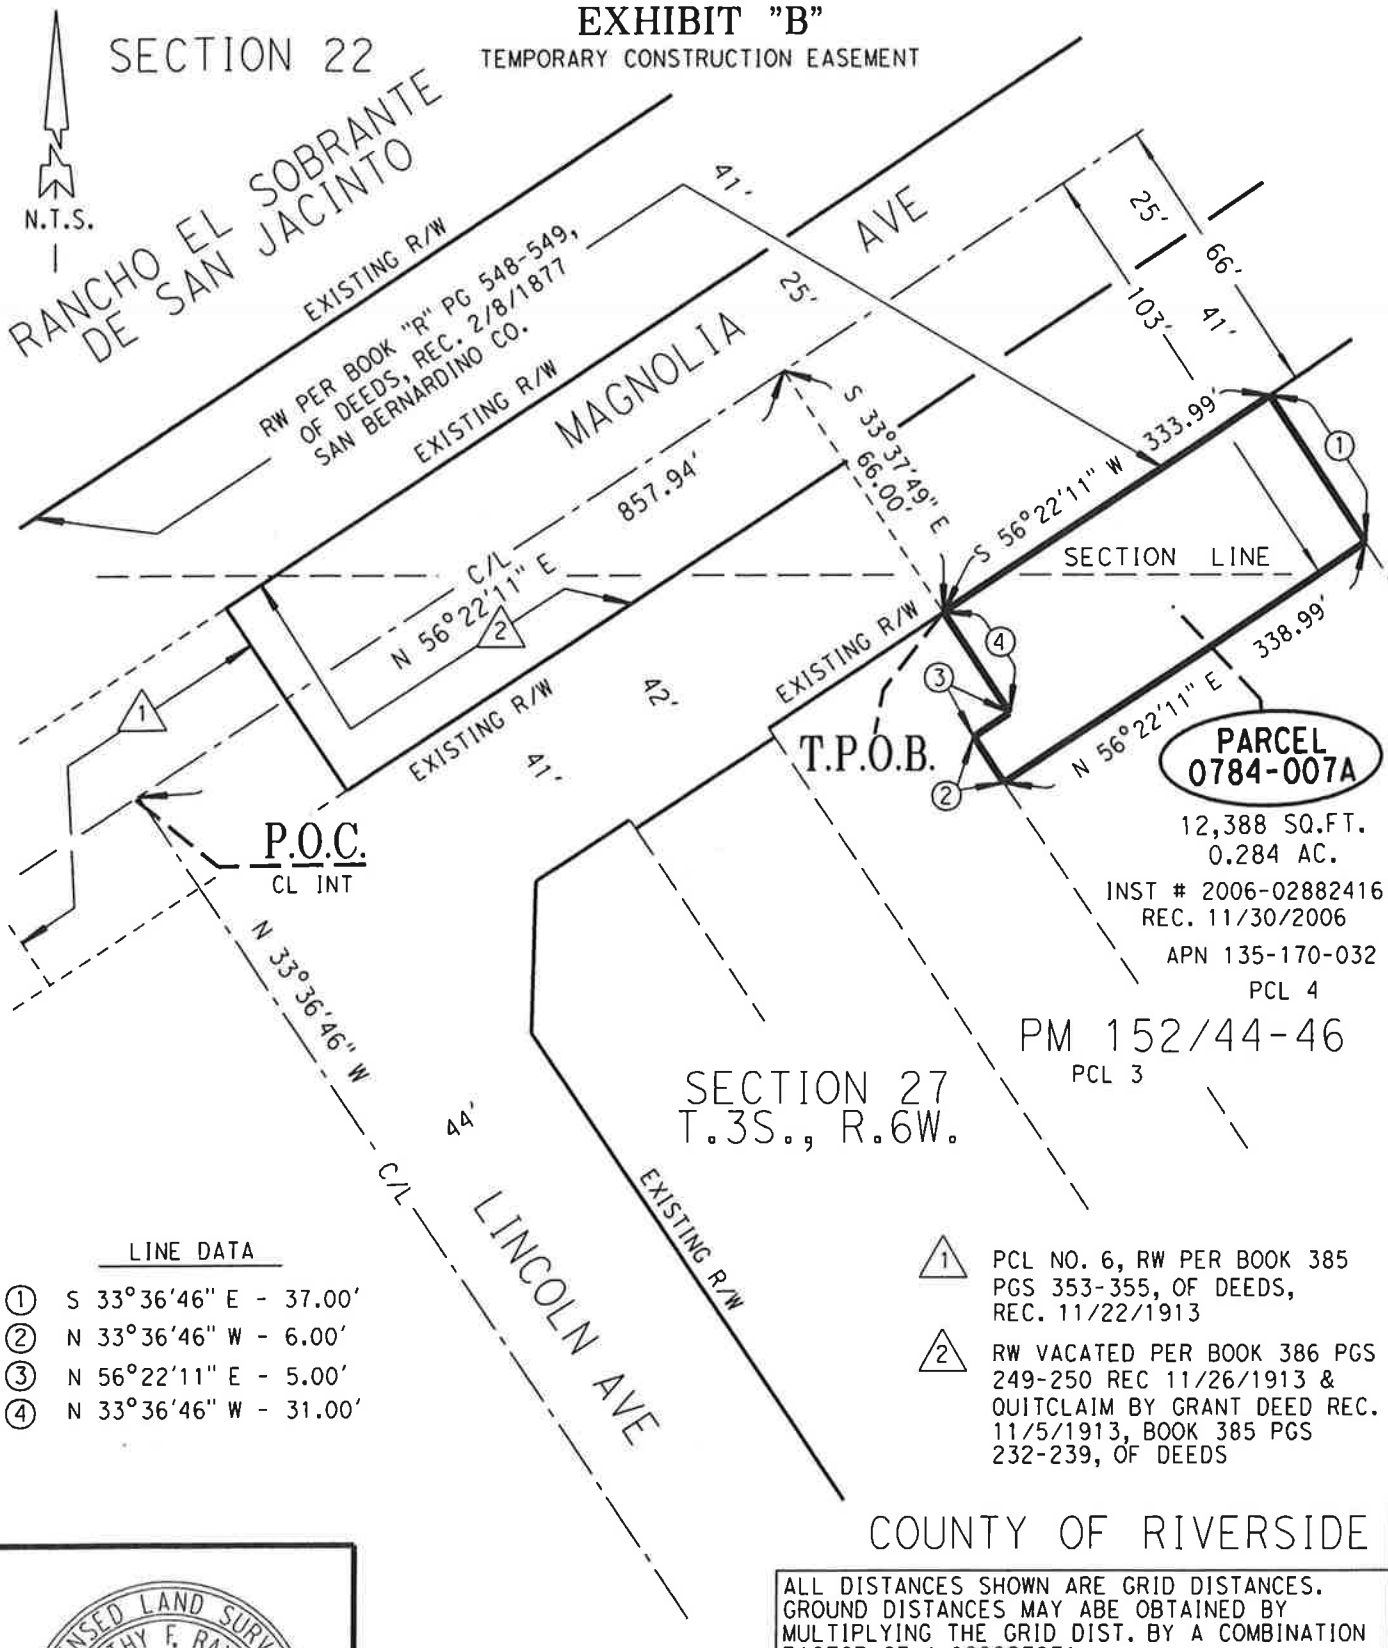 EXHIBIT "B"
TEMPORARY CONSTRUCTION EASEMENT
SECTION 22
N.T.S.
RANCHO EL SOBRANTE
DE SAN JACINTO
EXISTING R/W
RW PER BOOK "R" PG 548-549,
OF DEEDS, REC. 2/8/1877
SAN BERNARDINO CO.
EXISTING R/W
41'
25'
MAGNOLIA AVE
25'
66'
41'
103'
857.94'
C/L
N 56°22'11" E
S 33°37'49" E
66.00'
S 56°22'11" W 333.99'
1
SECTION LINE
2
1
EXISTING R/W
42'
41'
EXISTING R/W
4
3
2
T.P.O.B.
N 56°22'11" E 338.99'
PARCEL
0784-007A
12,388 SQ.FT.
0.284 AC.
INST # 2006-02882416
REC. 11/30/2006
APN 135-170-032
PCL 4
PM 152/44-46
PCL 3
P.O.C.
CL INT
N 33°36'46" W
44'
C/L
LINCOLN AVE
EXISTING R/W
SECTION 27
T.3S., R.6W.
LINE DATA
1 S 33°36'46" E - 37.00'
2 N 33°36'46" W - 6.00'
3 N 56°22'11" E - 5.00'
4 N 33°36'46" W - 31.00'
1 PCL NO. 6, RW PER BOOK 385
PGS 353-355, OF DEEDS,
REC. 11/22/1913
2 RW VACATED PER BOOK 386 PGS
249-250 REC 11/26/1913 &
QUITCLAIM BY GRANT DEED REC.
11/5/1913, BOOK 385 PGS
232-239, OF DEEDS
COUNTY OF RIVERSIDE
ALL DISTANCES SHOWN ARE GRID DISTANCES.
GROUND DISTANCES MAY ABE OBTAINED BY
MULTIPLYING THE GRID DIST. BY A COMBINATION
LAND